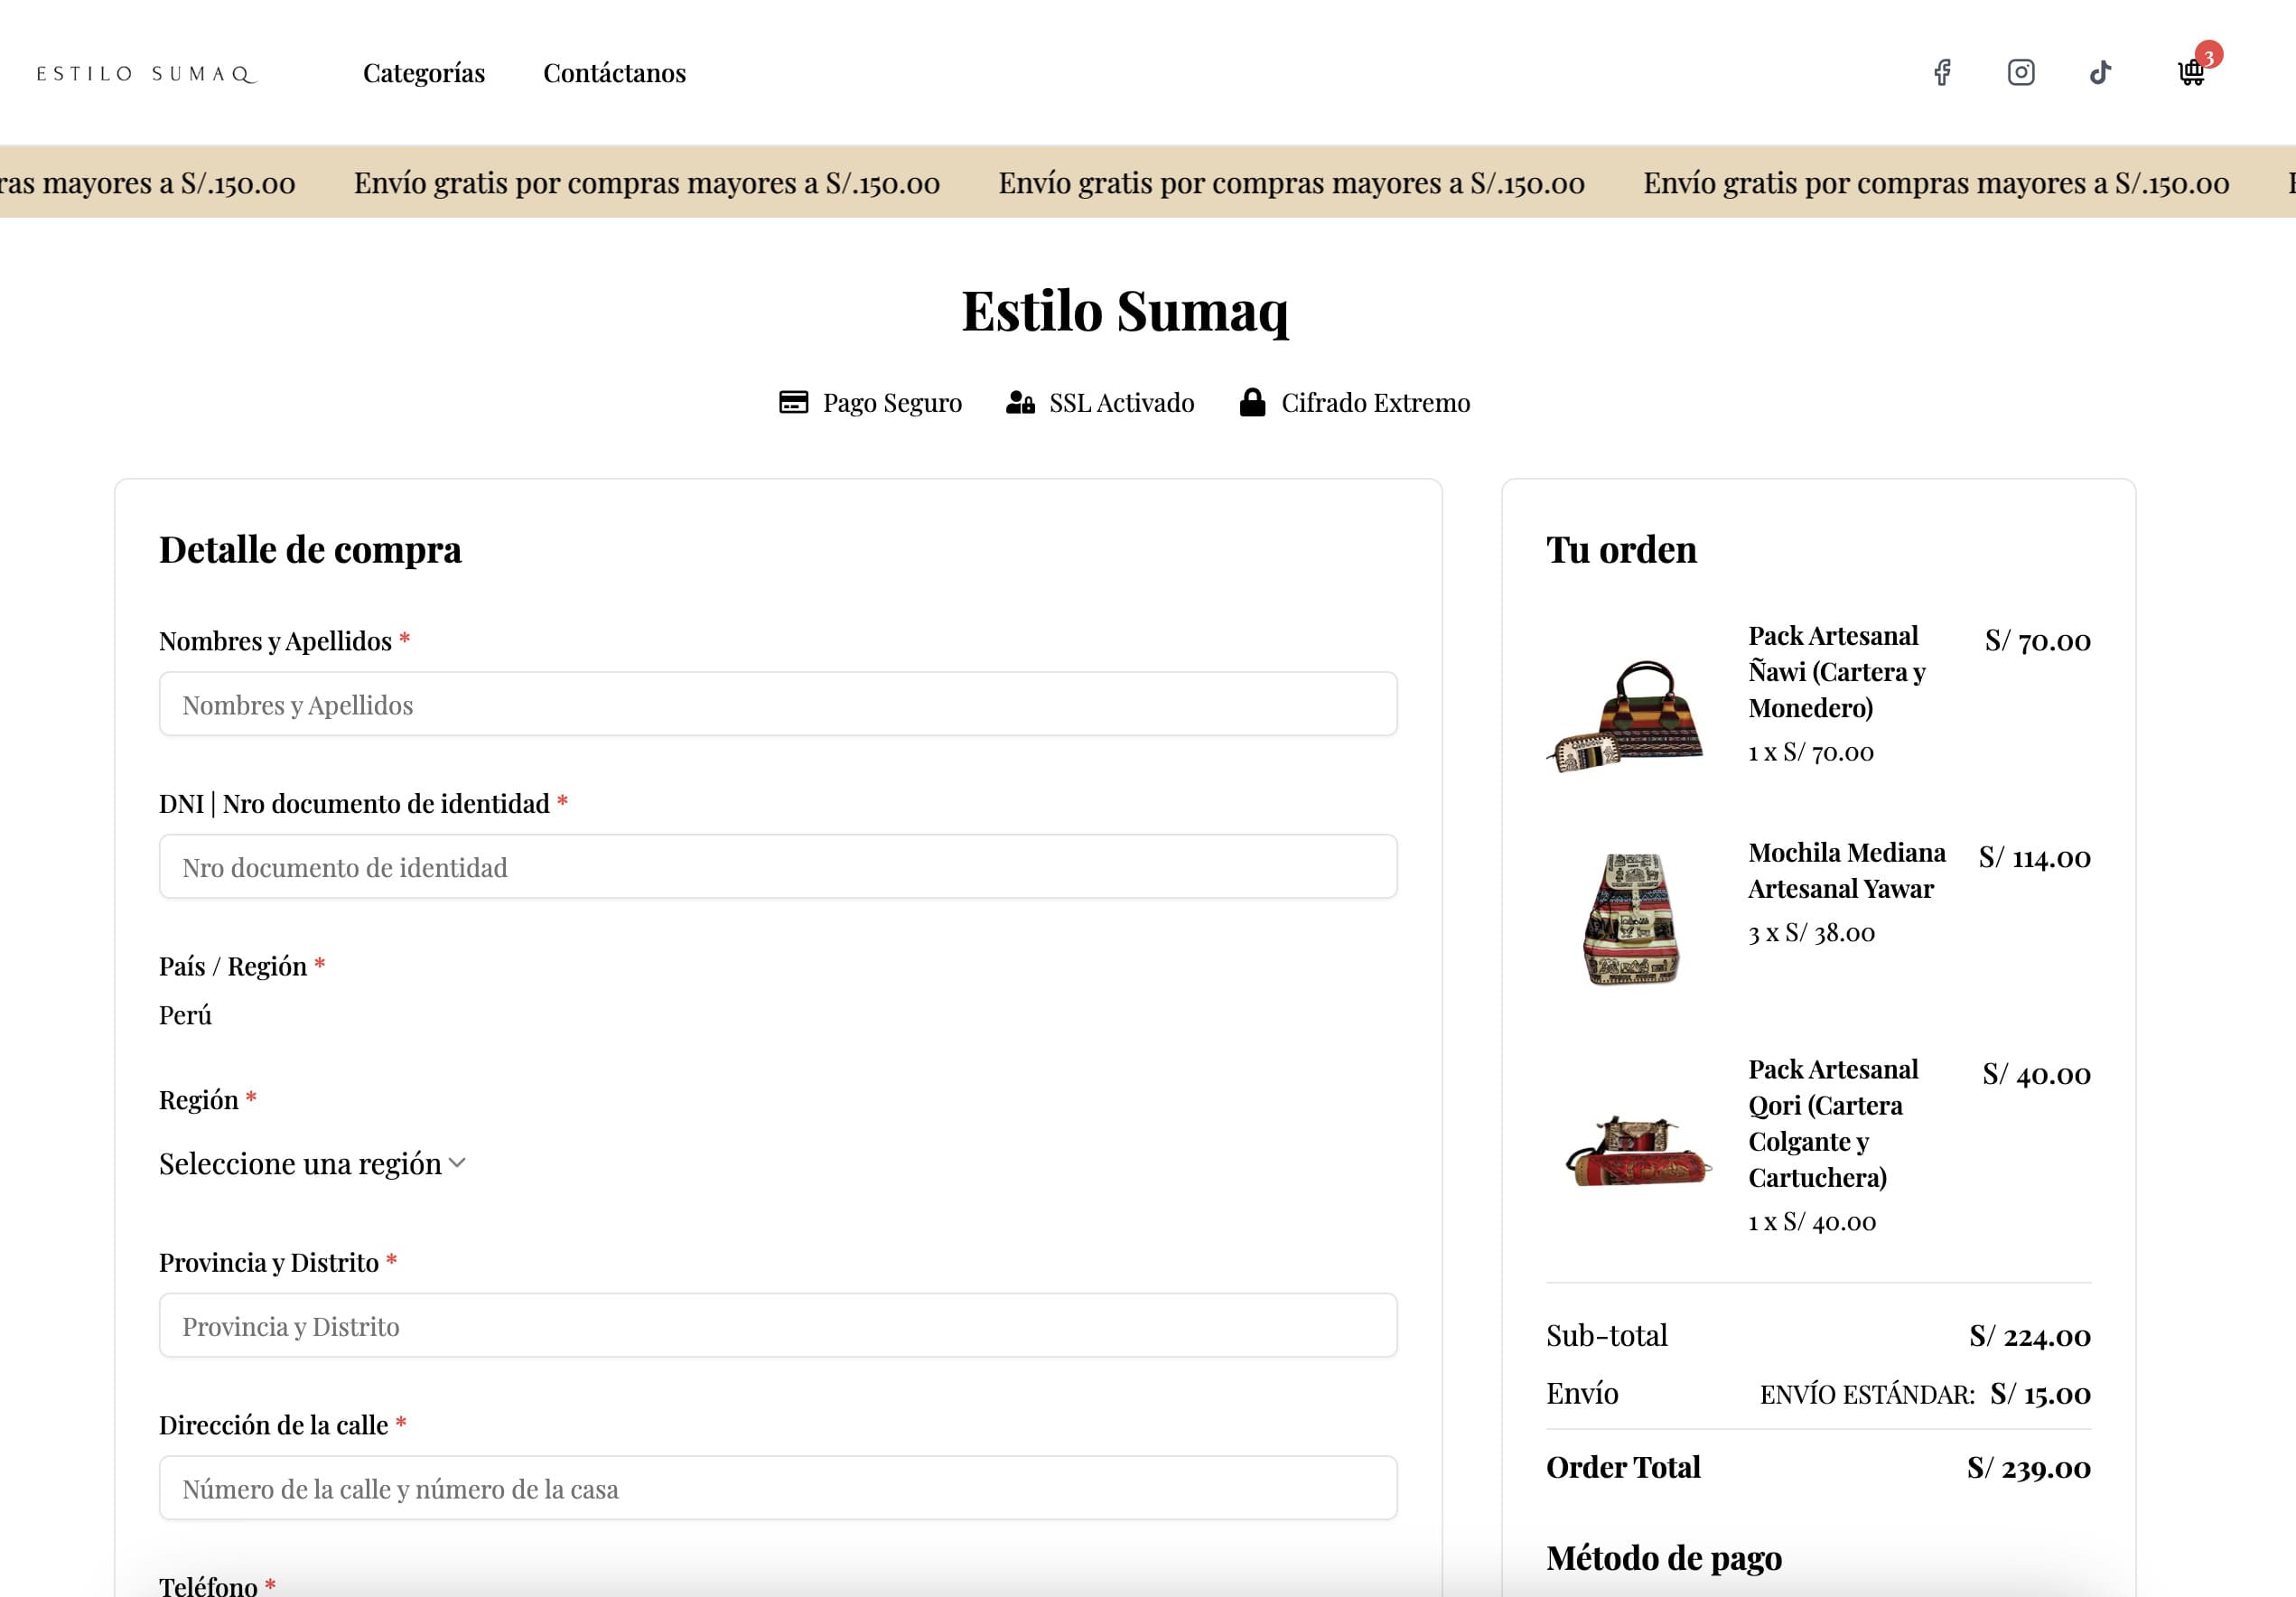 ESTILO SUMAQ
Categorías
Contáctanos
3
ras mayores a S/.150.00 Envío gratis por compras mayores a S/.150.00 Envío gratis por compras mayores a S/.150.00 Envío gratis por compras mayores a S/.150.00
Estilo Sumaq
Pago Seguro
SSL Activado
Cifrado Extremo
Detalle de compra
Nombres y Apellidos *
Nombres y Apellidos
DNI | Nro documento de identidad *
Nro documento de identidad
País / Región *
Perú
Región *
Seleccione una región
Provincia y Distrito *
Provincia y Distrito
Dirección de la calle *
Número de la calle y número de la casa
Teléfono *
Tu orden
Pack Artesanal
Ñawi (Cartera y
Monedero)
1 x S/ 70.00
S/ 70.00
Mochila Mediana
Artesanal Yawar
3 x S/ 38.00
S/ 114.00
Pack Artesanal
Qori (Cartera
Colgante y
Cartuchera)
1 x S/ 40.00
S/ 40.00
Sub-total S/ 224.00
Envío ENVÍO ESTÁNDAR: S/ 15.00
Order Total S/ 239.00
Método de pago